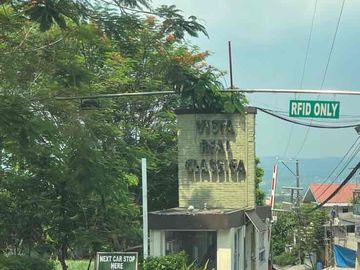 RFID ONLY
VISTA
REAL
CLASSICA
NEXT CAR STOP
HERE